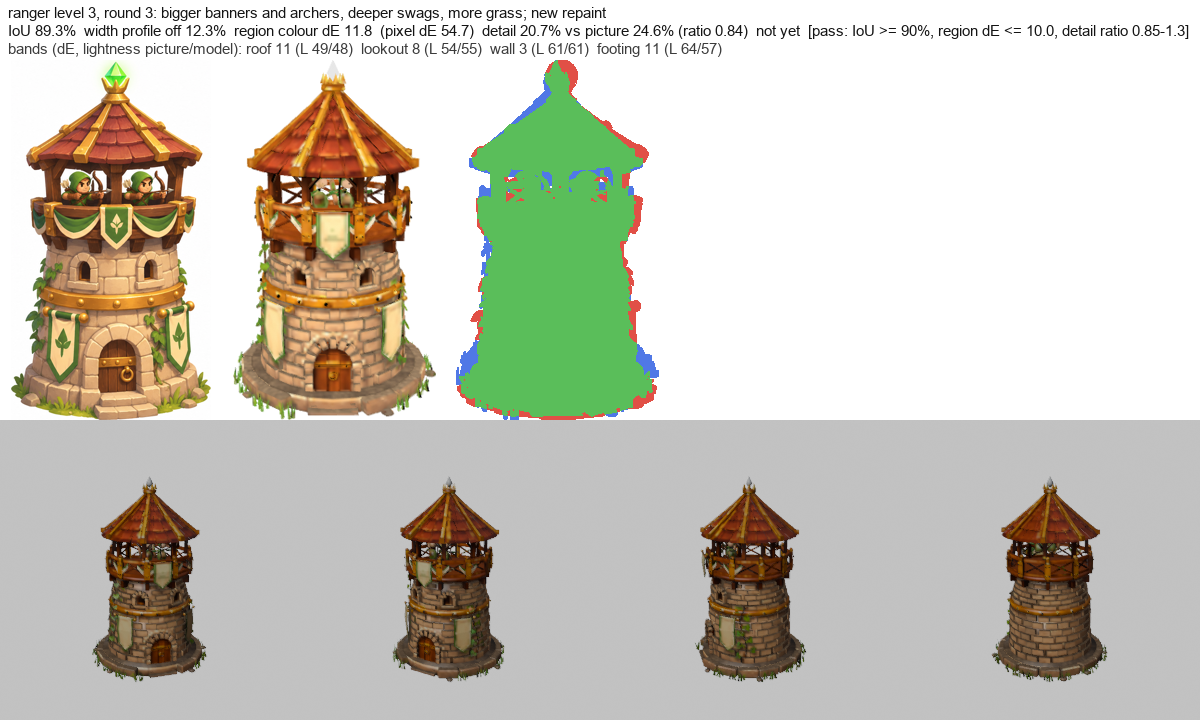 ranger level 3, round 3: bigger banners and archers, deeper swags, more grass; new repaint
IoU 89.3%  width profile off 12.3%  region colour dE 11.8  (pixel dE 54.7)  detail 20.7% vs picture 24.6% (ratio 0.84)  not yet  [pass: IoU >= 90%, region dE <= 10.0, detail ratio 0.85-1.3]
bands (dE, lightness picture/model): roof 11 (L 49/48)  lookout 8 (L 54/55)  wall 3 (L 61/61)  footing 11 (L 64/57)